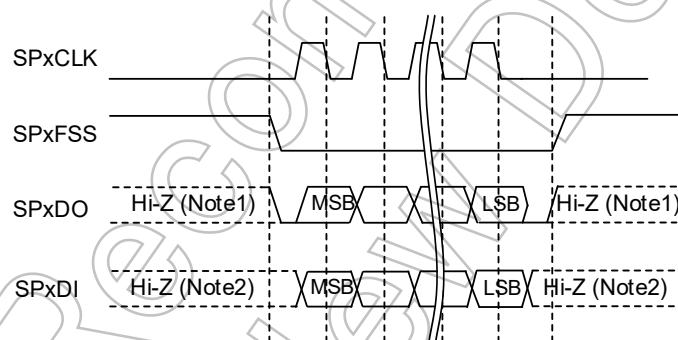 SPxCLK
SPxFSS
SPxDO Hi-Z (Note1) MSB LSB Hi-Z (Note1)
SPxDI Hi-Z (Note2) MSB LSB Hi-Z (Note2)